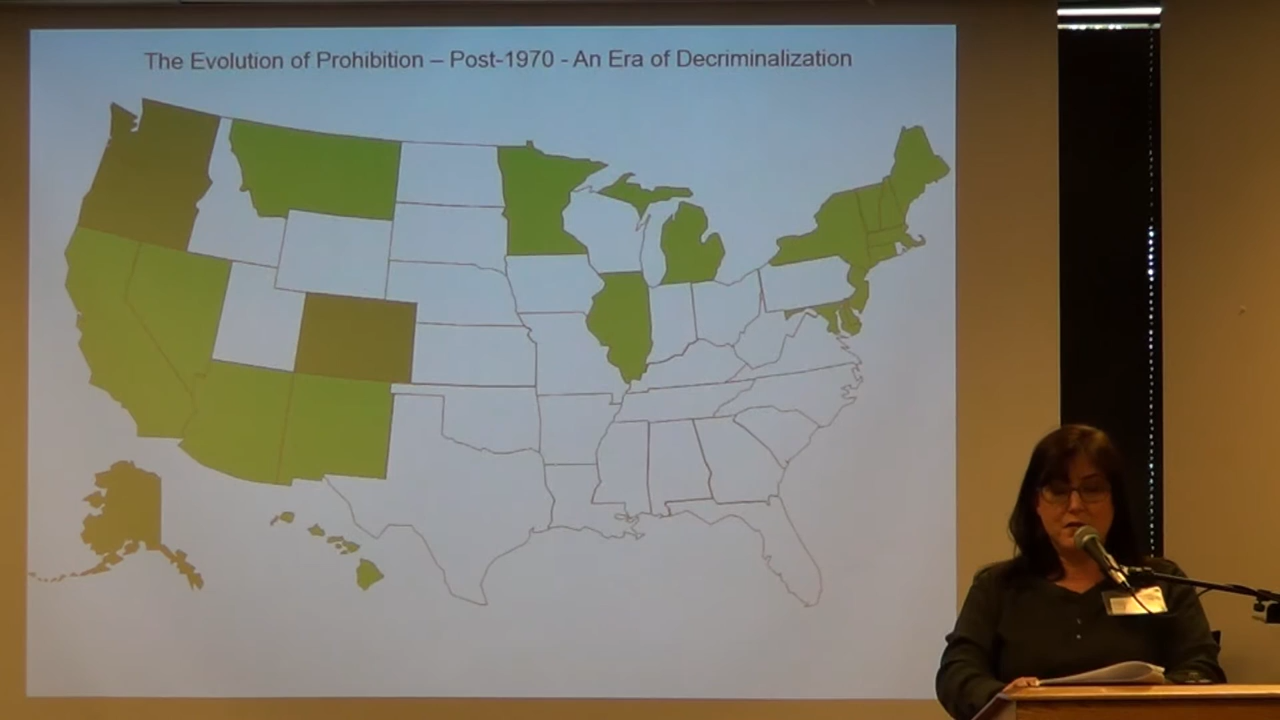 The Evolution of Prohibition – Post-1970 - An Era of Decriminalization